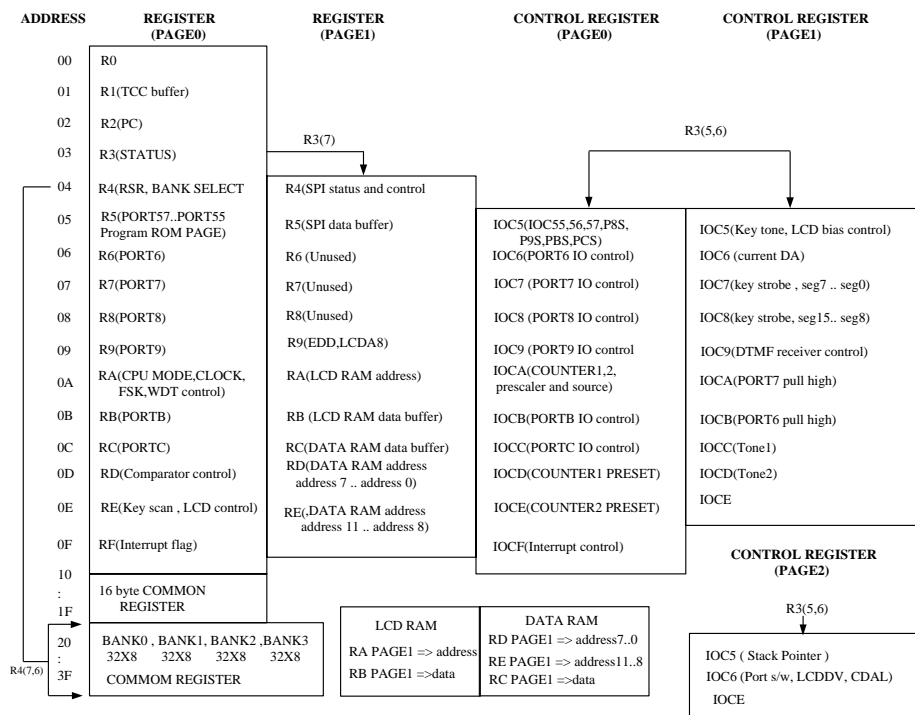 ADDRESS
REGISTER
(PAGE0)
REGISTER
(PAGE1)
CONTROL REGISTER
(PAGE0)
CONTROL REGISTER
(PAGE1)
00
01
02
03
04
05
06
07
08
09
0A
0B
0C
0D
0E
0F
10
:
1F
20
:
3F
R4(7,6)
R0
R1(TCC buffer)
R2(PC)
R3(STATUS)
R4(RSR, BANK SELECT
R5(PORT57..PORT55
Program ROM PAGE)
R6(PORT6)
R7(PORT7)
R8(PORT8)
R9(PORT9)
RA(CPU MODE,CLOCK,
FSK,WDT control)
RB(PORTB)
RC(PORTC)
RD(Comparator control)
RE(Key scan , LCD control)
RF(Interrupt flag)
16 byte COMMON
REGISTER
BANK0 , BANK1, BANK2 ,BANK3
32X8 32X8 32X8 32X8
COMMOM REGISTER
R3(7)
R4(SPI status and control
R5(SPI data buffer)
R6 (Unused)
R7(Unused)
R8(Unused)
R9(EDD,LCDA8)
RA(LCD RAM address)
RB (LCD RAM data buffer)
RC(DATA RAM data buffer)
RD(DATA RAM address
address 7 .. address 0)
RE(,DATA RAM address
address 11 .. address 8)
R3(5,6)
IOC5(IOC55,56,57,P8S,
P9S,PBS,PCS)
IOC6(PORT6 IO control)
IOC7 (PORT7 IO control)
IOC8 (PORT8 IO control)
IOC9 (PORT9 IO control
IOCA(COUNTER1,2,
prescaler and source)
IOCB(PORTB IO control)
IOCC(PORTC IO control)
IOCD(COUNTER1 PRESET)
IOCE(COUNTER2 PRESET)
IOCF(Interrupt control)
IOC5(Key tone, LCD bias control)
IOC6 (current DA)
IOC7(key strobe , seg7 .. seg0)
IOC8(key strobe, seg15.. seg8)
IOC9(DTMF receiver control)
IOCA(PORT7 pull high)
IOCB(PORT6 pull high)
IOCC(Tone1)
IOCD(Tone2)
IOCE
LCD RAM
RA PAGE1 => address
RB PAGE1 =>data
DATA RAM
RD PAGE1 => address7..0
RE PAGE1 => address11..8
RC PAGE1 =>data
CONTROL REGISTER
(PAGE2)
R3(5,6)
IOC5 ( Stack Pointer )
IOC6 (Port s/w, LCDDV, CDAL)
IOCE